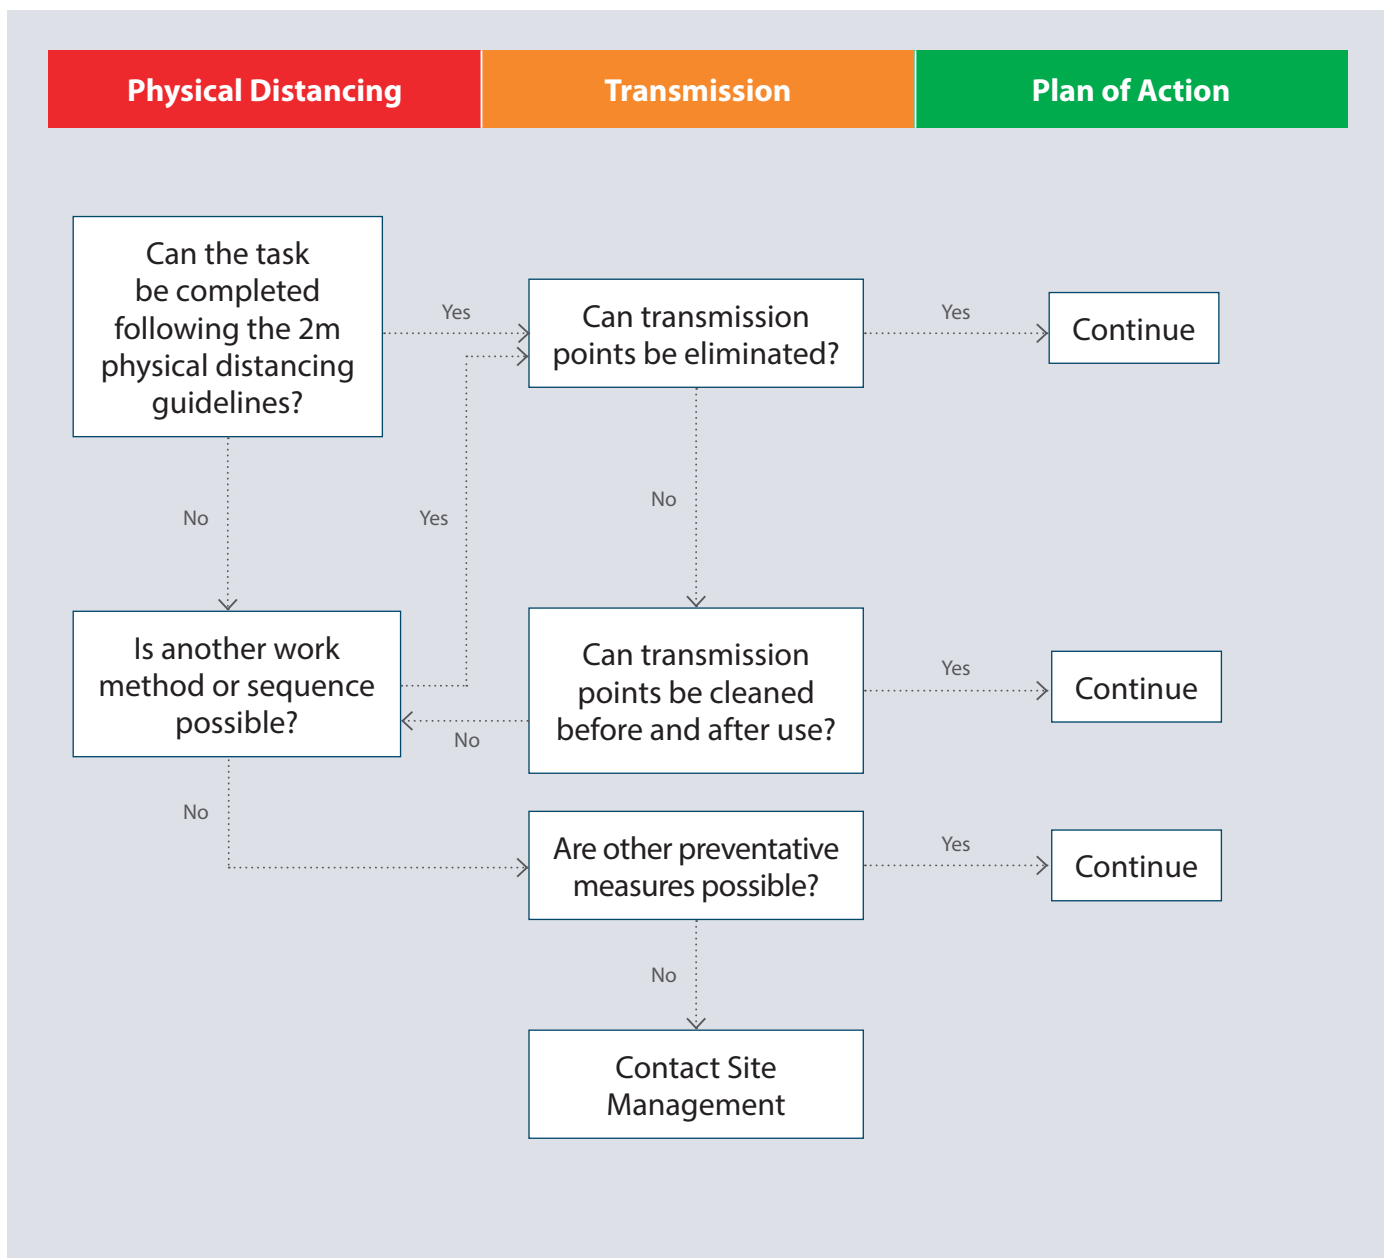 Physical Distancing
Transmission
Plan of Action
Can the task
be completed
following the 2m
physical distancing
guidelines?
Yes
Can transmission
points be eliminated?
Yes
Continue
No
Yes
No
Is another work
method or sequence
possible?
No
Can transmission
points be cleaned
before and after use?
Yes
Continue
No
Are other preventative
measures possible?
Yes
Continue
No
Contact Site
Management